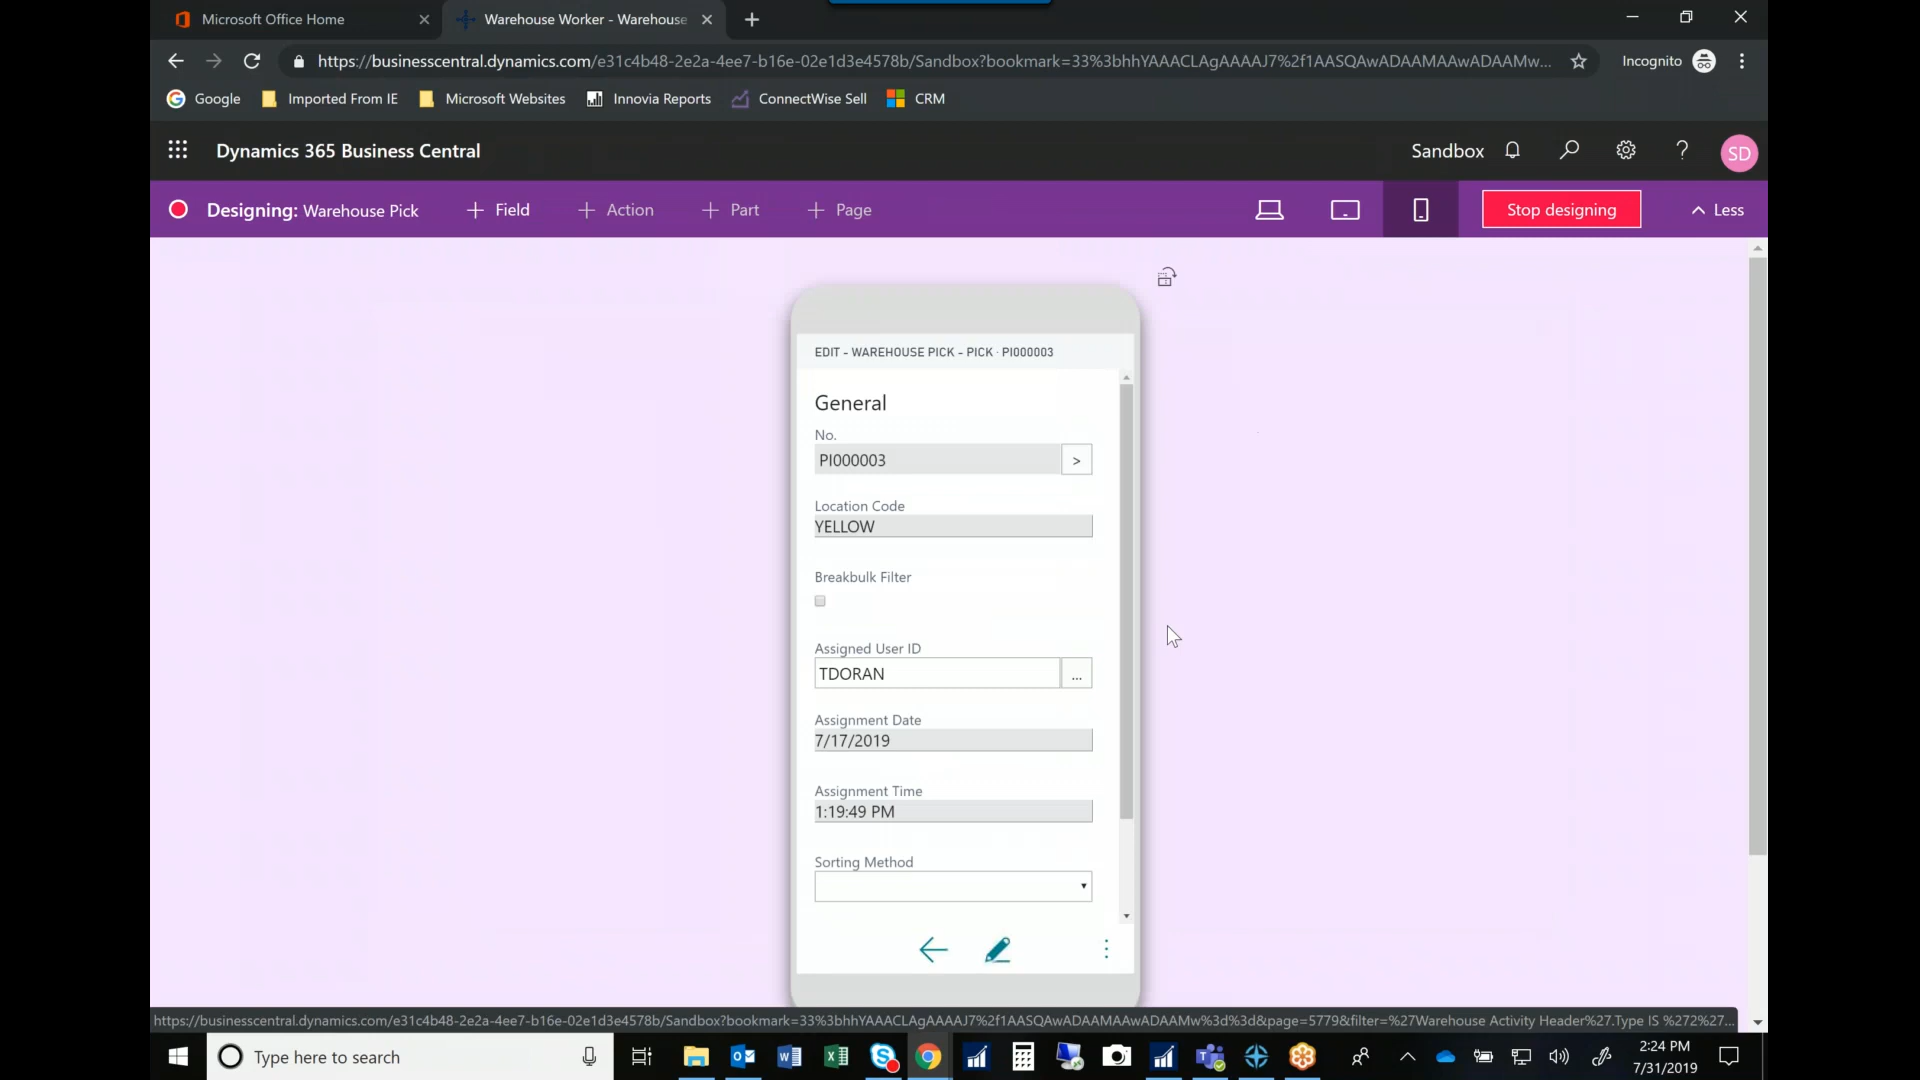 Microsoft Office Home
Warehouse Worker - Warehouse
https://businesscentral.dynamics.com/e31c4b48-2e2a-4ee7-b16e-02e1d3e4578b/Sandbox?bookmark=33%3bhhYAAACLAgAAAAJ7%2f1AASQAwADAAMAAwADAAMw...
Incognito
Google
Imported From IE
Microsoft Websites
Innovia Reports
ConnectWise Sell
CRM
Dynamics 365 Business Central
Sandbox
?
SD
Designing: Warehouse Pick
+ Field
+ Action
+ Part
+ Page
Stop designing
Less
EDIT - WAREHOUSE PICK - PICK · PI000003
General
No.
PI000003
>
Location Code
YELLOW
Breakbulk Filter
Assigned User ID
TDORAN
...
Assignment Date
7/17/2019
Assignment Time
1:19:49 PM
Sorting Method
https://businesscentral.dynamics.com/e31c4b48-2e2a-4ee7-b16e-02e1d3e4578b/Sandbox?bookmark=33%3bhhYAAACLAgAAAAJ7%2f1AASQAwADAAMAAwADAAMw%3d%3d&page=5779&filter=%27Warehouse Activity Header%27.Type IS %272%27...
Type here to search
2:24 PM
7/31/2019